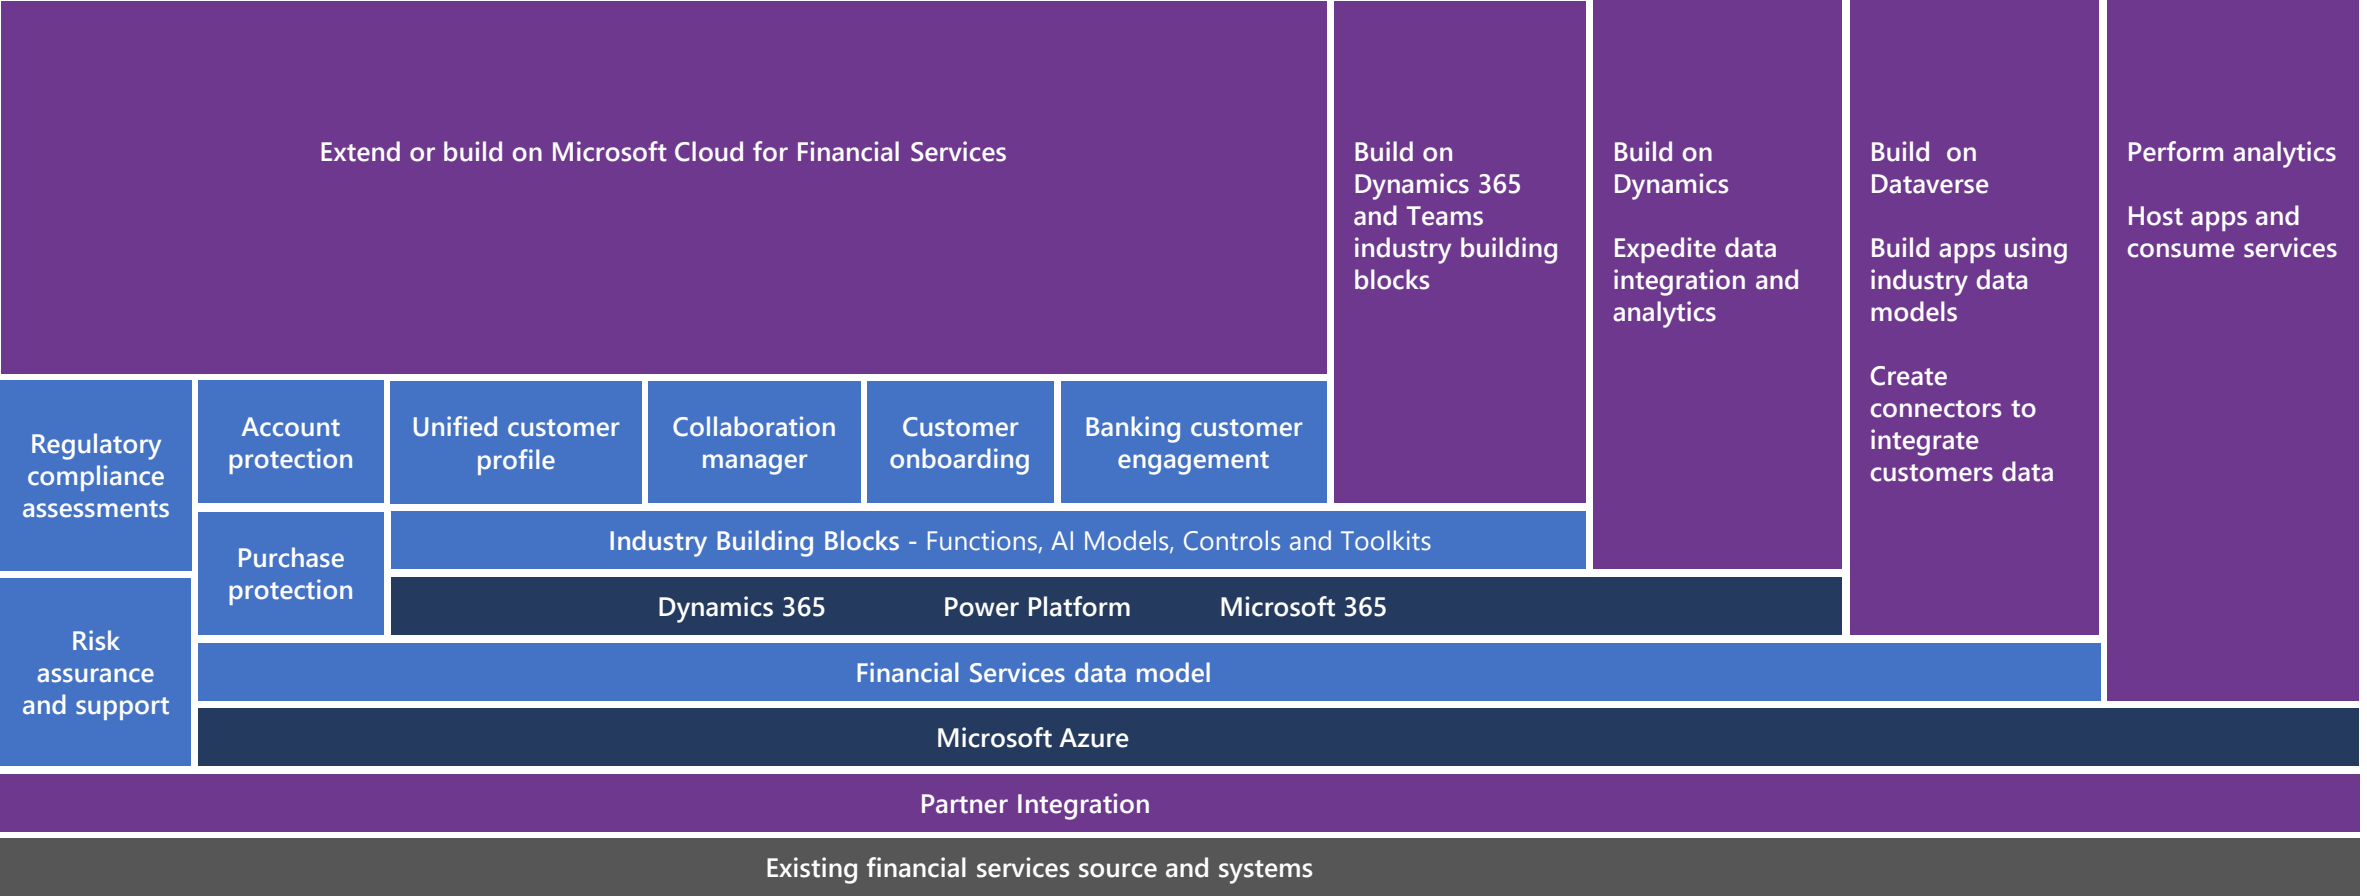 Extend or build on Microsoft Cloud for Financial Services
Build on
Dynamics 365
and Teams
industry building
blocks
Build on
Dynamics
Expedite data
integration and
analytics
Build  on
Dataverse
Build apps using
industry data
models
Create
connectors to
integrate
customers data
Perform analytics
Host apps and
consume services
Regulatory
compliance
assessments
Account
protection
Unified customer
profile
Collaboration
manager
Customer
onboarding
Banking customer
engagement
Purchase
protection
Industry Building Blocks - Functions, AI Models, Controls and Toolkits
Dynamics 365
Power Platform
Microsoft 365
Risk
assurance
and support
Financial Services data model
Microsoft Azure
Partner Integration
Existing financial services source and systems